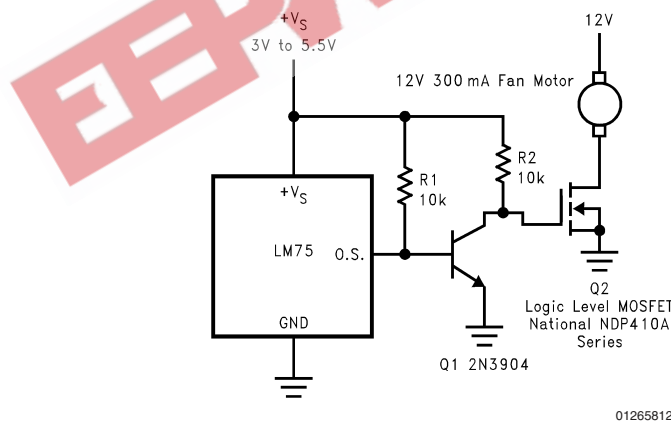 +VS
3V to 5.5V
12V
12V 300 mA Fan Motor
R1
10k
R2
10k
+VS
LM75
O.S.
GND
Q1 2N3904
Q2
Logic Level MOSFET
National NDP410A
Series
01265812